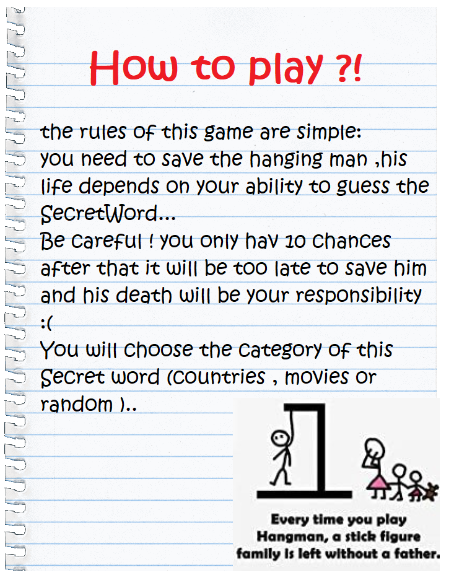 How to play ?!
the rules of this game are simple:
you need to save the hanging man ,his
life depends on your ability to guess the
SecretWord...
Be careful ! you only hav 10 chances
after that it will be too late to save him
and his death will be your responsibility
:(
You will choose the category of this
Secret word (countries , movies or
random )..
Every time you play
Hangman, a stick figure
family is left without a father.